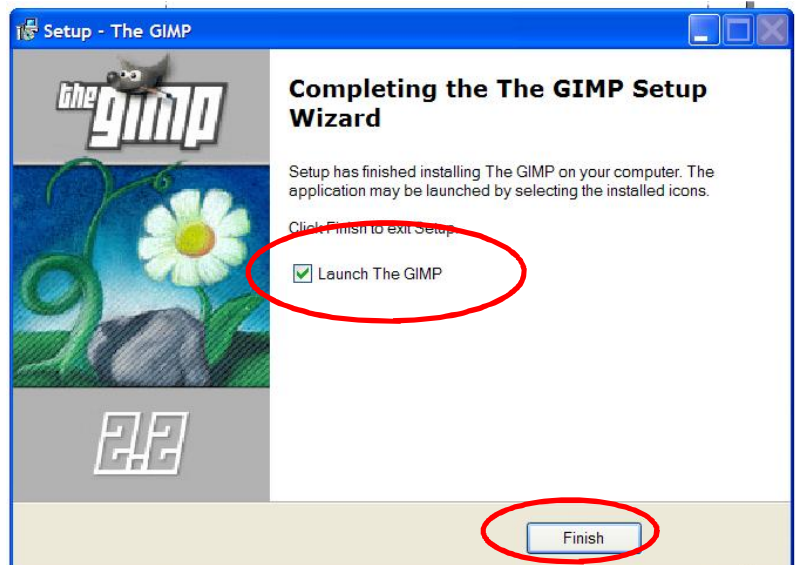 Setup - The GIMP
the
gimp
Completing the The GIMP Setup
Wizard
Setup has finished installing The GIMP on your computer. The
application may be launched by selecting the installed icons.
Click Finish to exit Setup.
Launch The GIMP
2.2
Finish